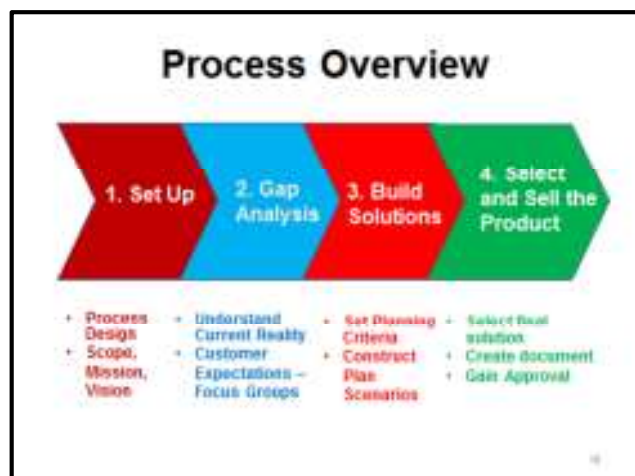 Process Overview
1. Set Up
2. Gap
Analysis
3. Build
Solutions
4. Select
and Sell the
Product
• Process
Design
• Scope,
Mission,
Vision
• Understand
Current Reality
• Customer
Expectations –
Focus Groups
• Set Planning
Criteria
• Construct
Plan
Scenarios
• Select final
solution
• Create document
• Gain Approval